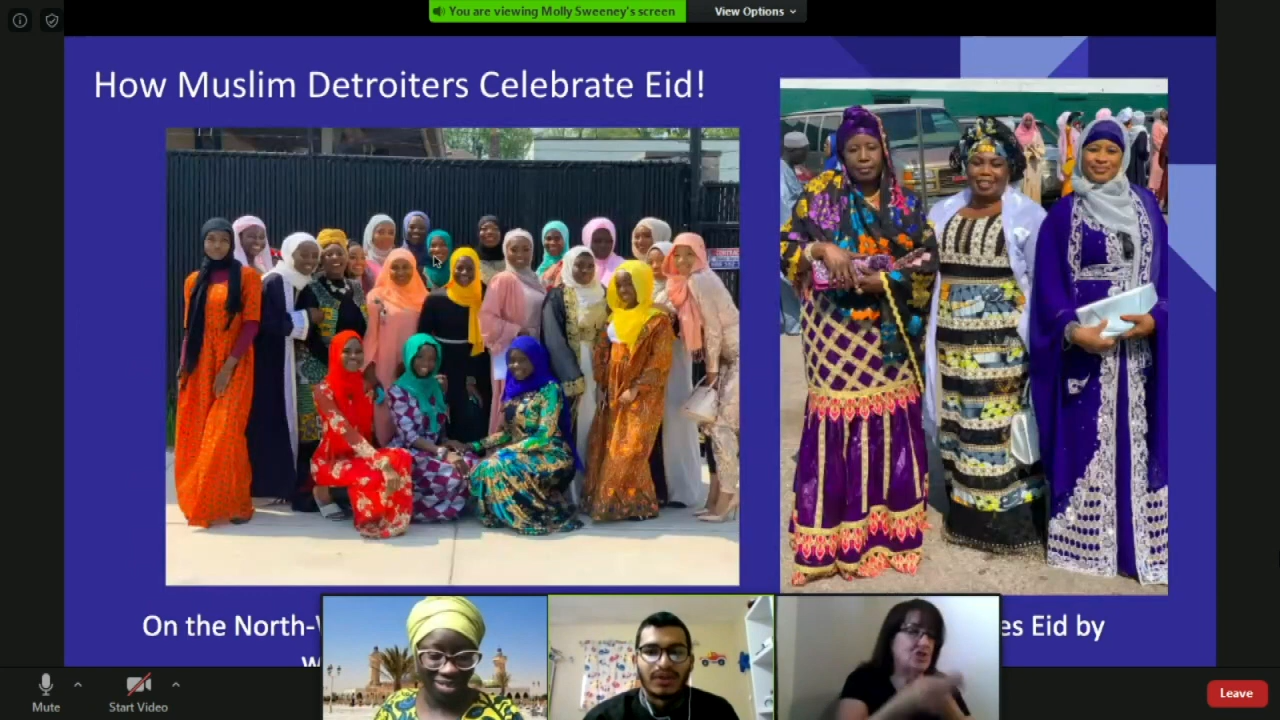 You are viewing Molly Sweeney's screen
View Options
How Muslim Detroiters Celebrate Eid!
On the North-
es Eid by
Mute
Start Video
Leave